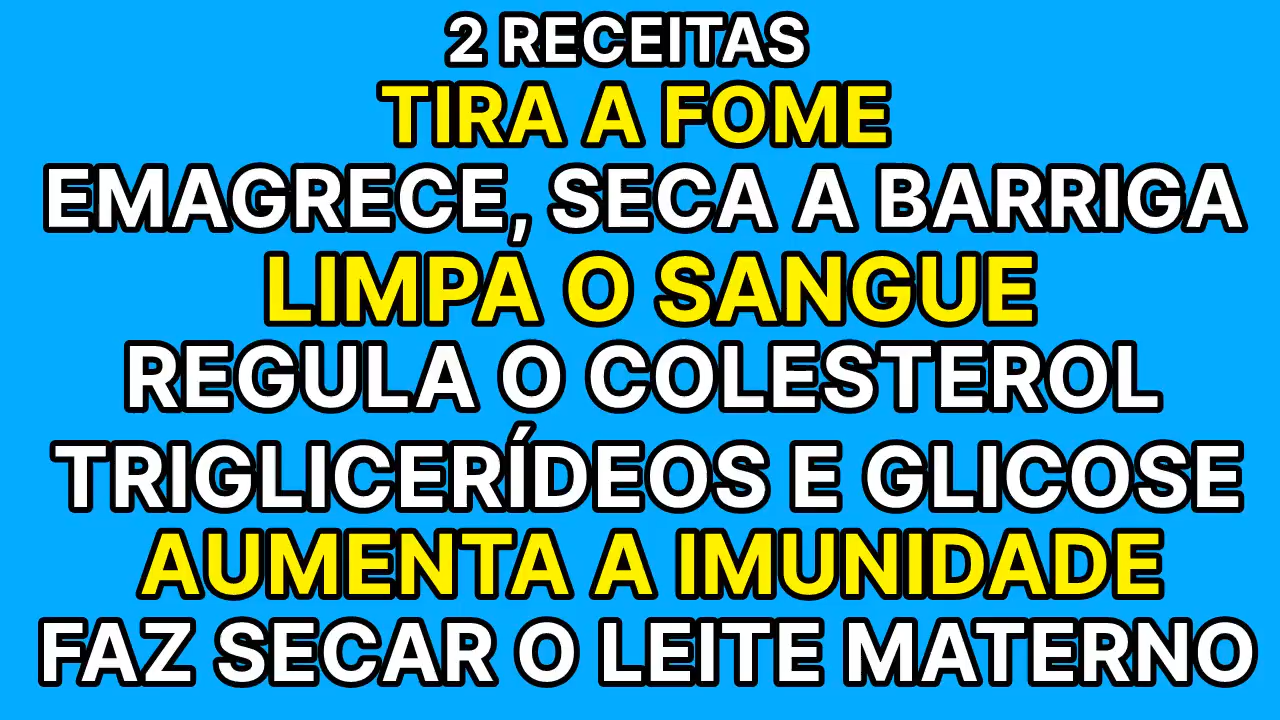 2 RECEITAS
TIRA A FOME
EMAGRECE, SECA A BARRIGA
LIMPA O SANGUE
REGULA O COLESTEROL
TRIGLICERÍDEOS E GLICOSE
AUMENTA A IMUNIDADE
FAZ SECAR O LEITE MATERNO